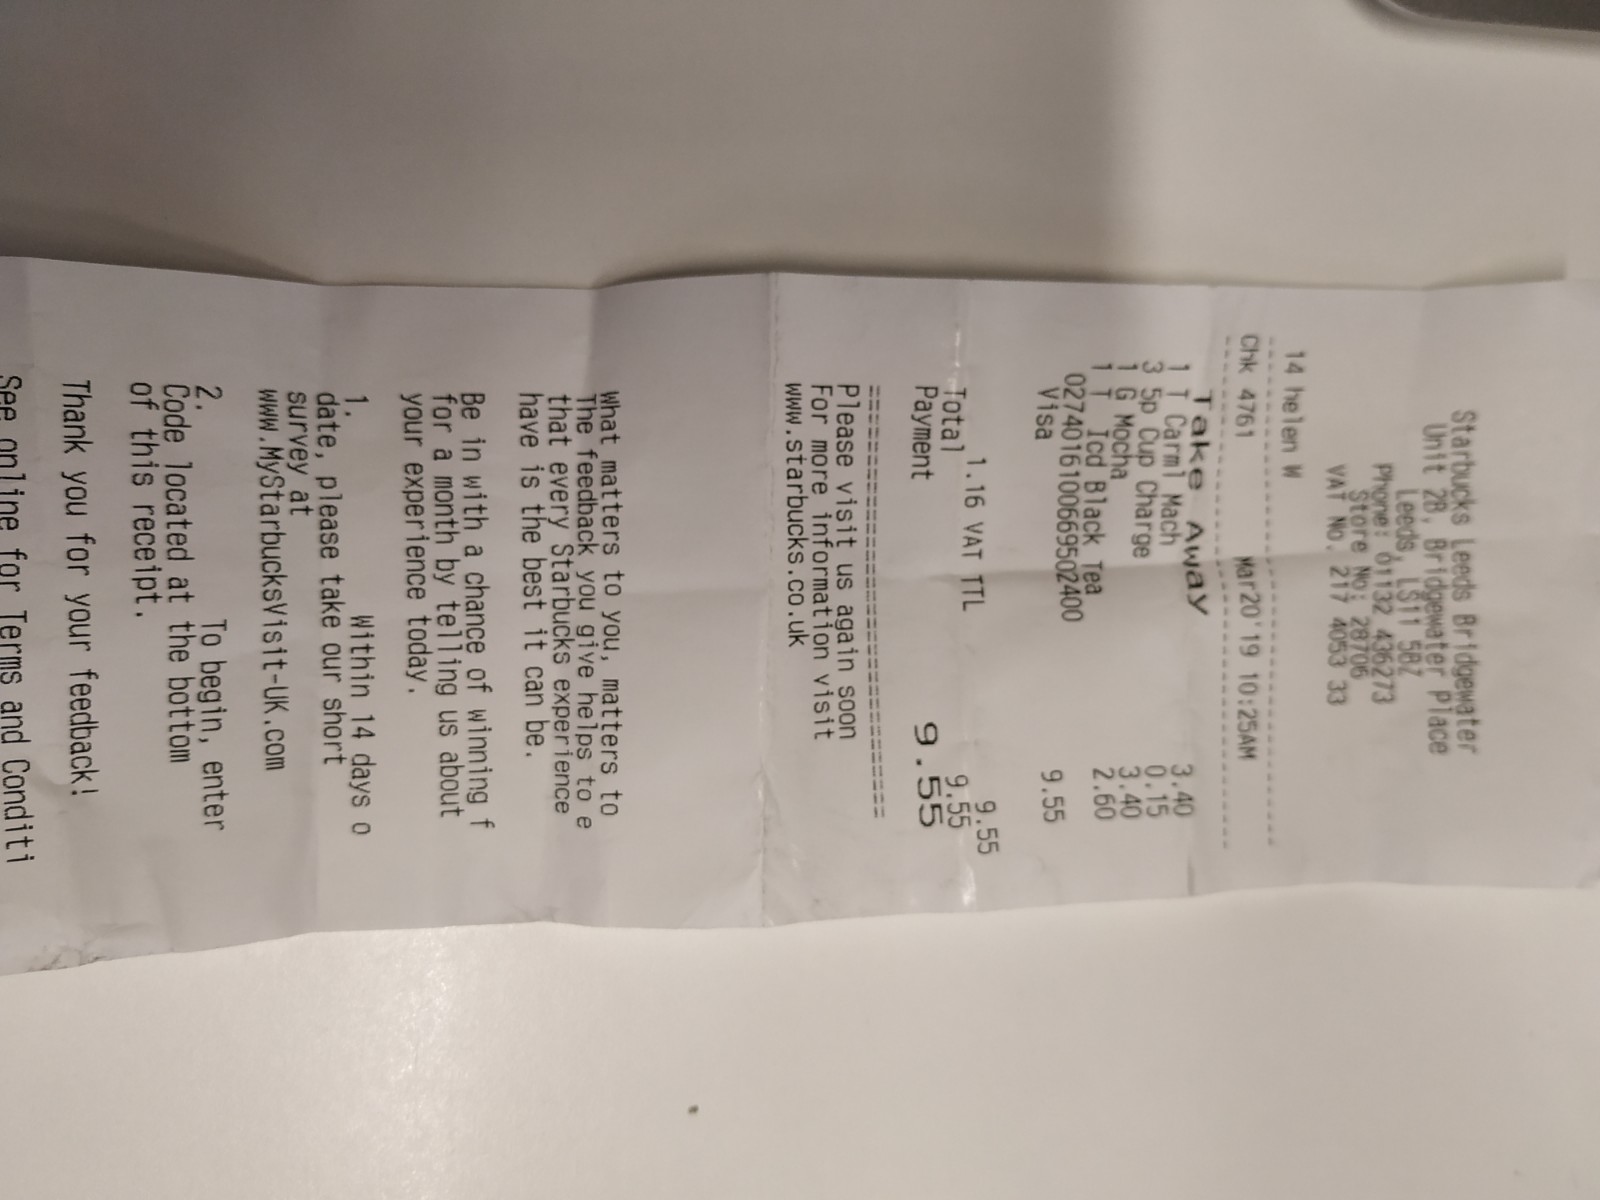 Starbucks Leeds Bridgewater
Unit 2B, Bridgewater Place
Leeds, LS11 5BZ
Phone: 01132 436273
Store No: 28706
VAT No. 217 4053 33
14 helen W
----------------------------------------
Chk 4761 Mar20'19 10:25AM
----------------------------------------
Take Away
1 T Carml Mach 3.40
3 5p Cup Charge 0.15
1 G Mocha 3.40
1 T Icd Black Tea 2.60
0274016100669502400
Visa 9.55
1.16 VAT TTL 9.55
Total 9.55
Payment 9.55
========================================
Please visit us again soon
For more information visit
www.starbucks.co.uk
What matters to you, matters to
The feedback you give helps to e
that every Starbucks experience
have is the best it can be.
Be in with a chance of winning f
for a month by telling us about
your experience today.
1. Within 14 days o
date, please take our short
survey at
www.MyStarbucksVisit-UK.com
2. To begin, enter
Code located at the bottom
of this receipt.
Thank you for your feedback!
See online for Terms and Conditi